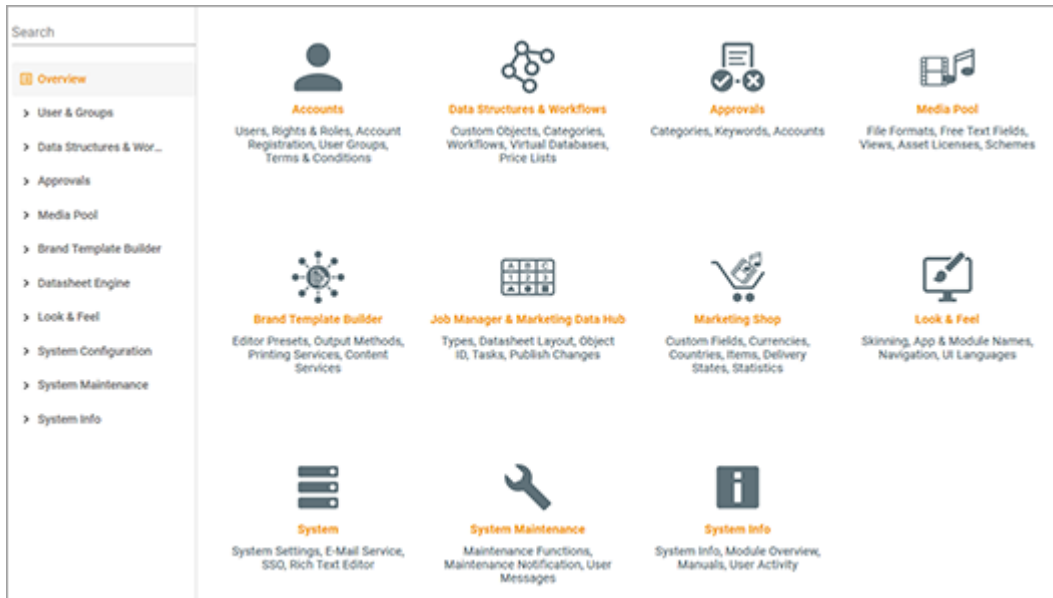 Search
Overview
User & Groups
Data Structures & Wor...
Approvals
Media Pool
Brand Template Builder
Datasheet Engine
Look & Feel
System Configuration
System Maintenance
System Info
Accounts
Users, Rights & Roles, Account
Registration, User Groups,
Terms & Conditions
Data Structures & Workflows
Custom Objects, Categories,
Workflows, Virtual Databases,
Price Lists
Approvals
Categories, Keywords, Accounts
Media Pool
File Formats, Free Text Fields,
Views, Asset Licenses, Schemes
Brand Template Builder
Editor Presets, Output Methods,
Printing Services, Content
Services
A B C
1 2 3
Job Manager & Marketing Data Hub
Types, Datasheet Layout, Object
ID, Tasks, Publish Changes
Marketing Shop
Custom Fields, Currencies,
Countries, Items, Delivery
States, Statistics
Look & Feel
Skinning, App & Module Names,
Navigation, UI Languages
System
System Settings, E-Mail Service,
SSO, Rich Text Editor
System Maintenance
Maintenance Functions,
Maintenance Notification, User
Messages
System Info
System Info, Module Overview,
Manuals, User Activity